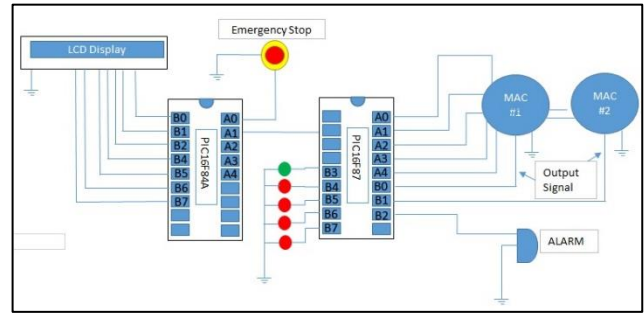 Emergency Stop
LCD Display
MAC
#1
MAC
#2
B0
B1
B2
B4
B5
B6
B7
PIC16F84A
A0
A1
A2
A3
A4
B3
B4
B5
B6
B7
PIC16F87
A0
A1
A2
A3
A4
B0
B1
B2
Output
Signal
ALARM